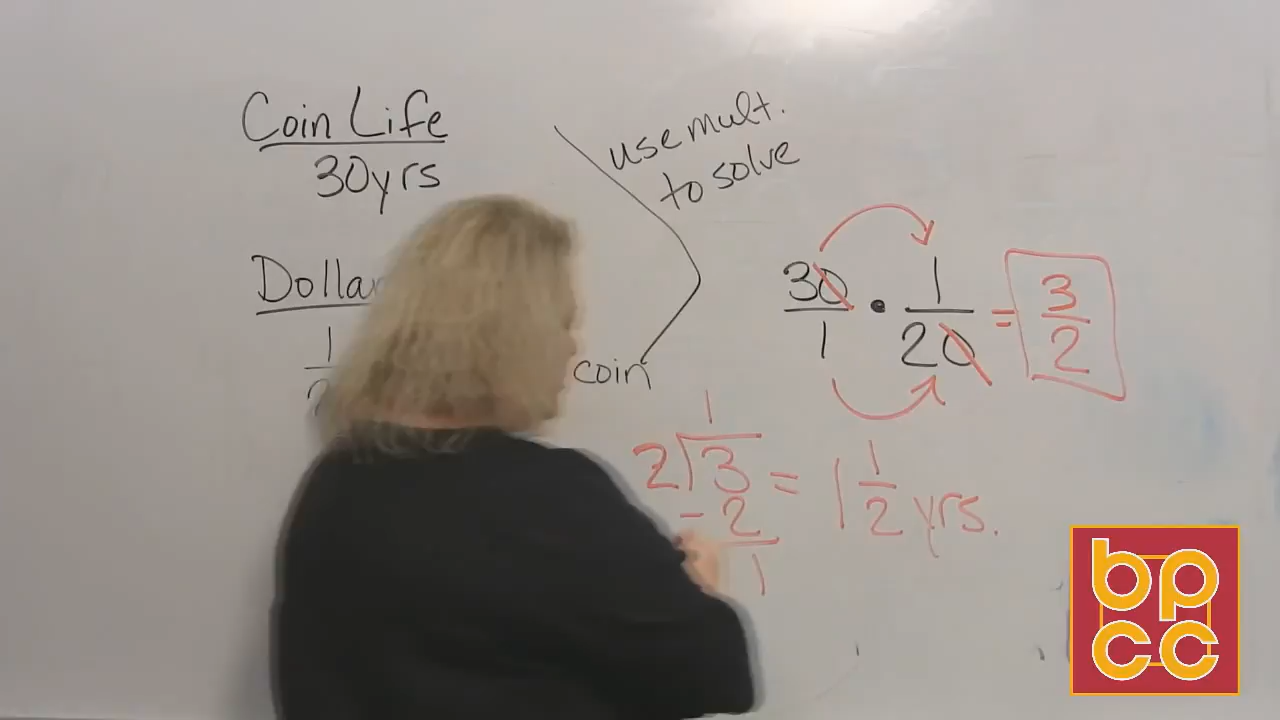 Coin Life
30yrs
use mult.
to solve
1
coin
30/1 • 1/20 = 3/2
1
2)3 = 1 1/2 yrs.
- 2
1
bp
cc